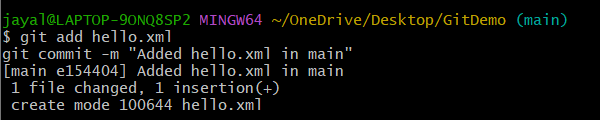 jayal@LAPTOP-9ONQ8SP2 MINGW64 ~/OneDrive/Desktop/GitDemo (main)
$ git add hello.xml
git commit -m "Added hello.xml in main"
[main e154404] Added hello.xml in main
 1 file changed, 1 insertion(+)
 create mode 100644 hello.xml